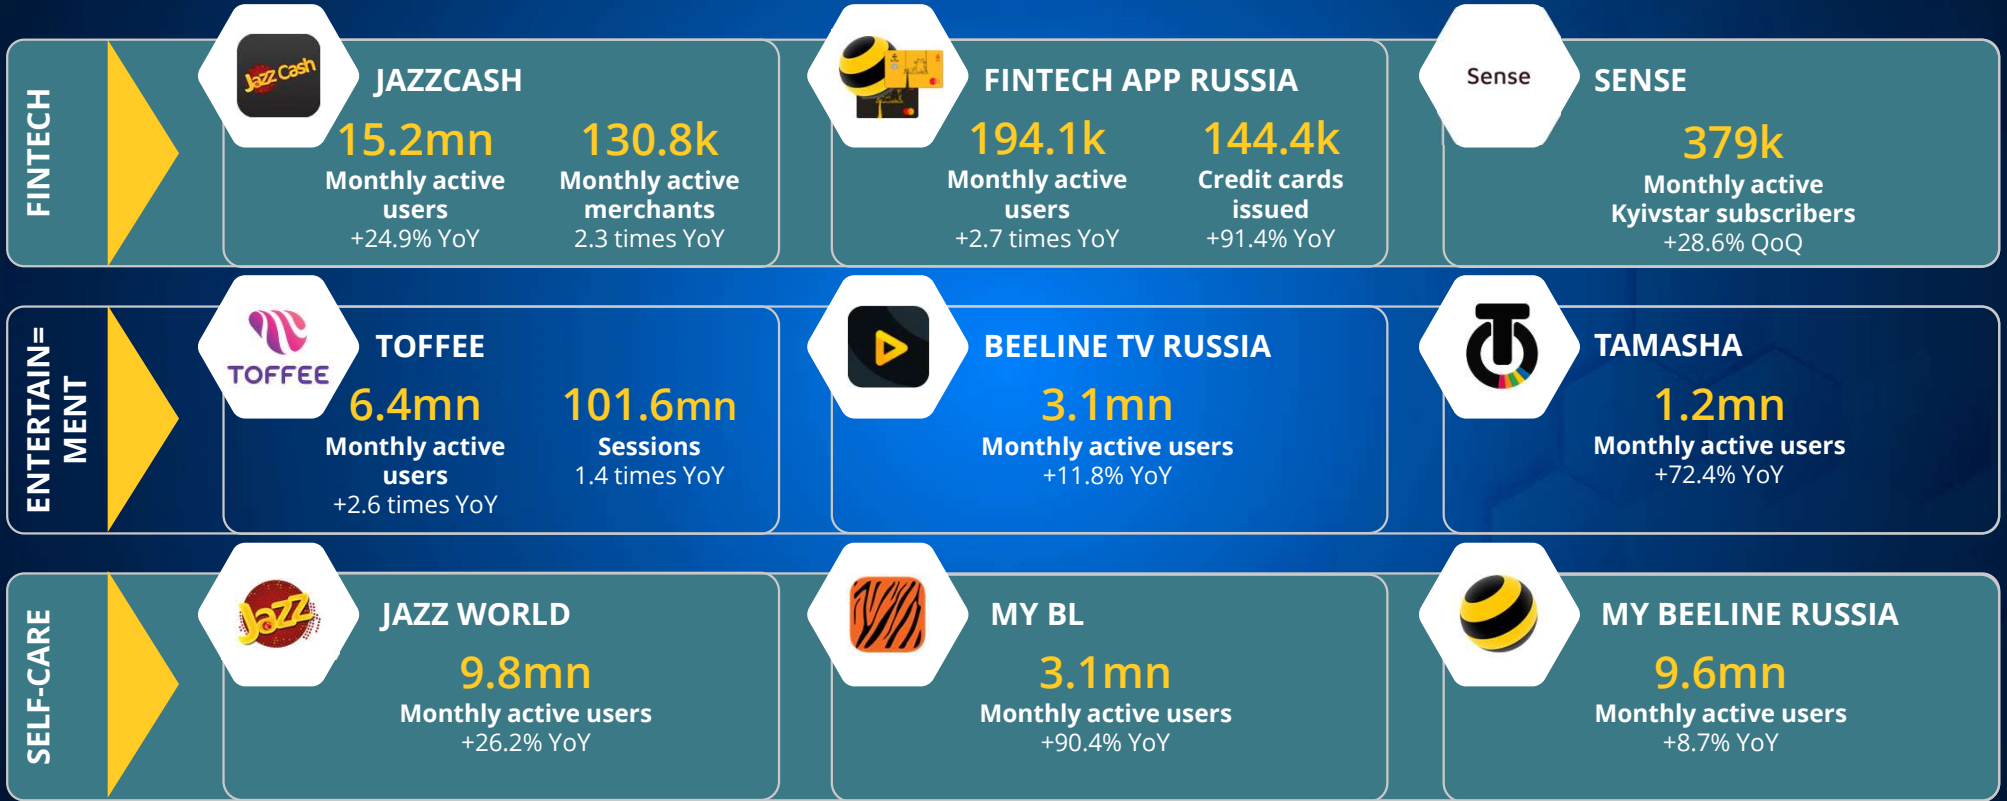 FINTECH
Jazz Cash
JAZZCASH
15.2mn
Monthly active
users
+24.9% YoY
130.8k
Monthly active
merchants
2.3 times YoY
FINTECH APP RUSSIA
194.1k
Monthly active
users
+2.7 times YoY
144.4k
Credit cards
issued
+91.4% YoY
Sense
SENSE
379k
Monthly active
Kyivstar subscribers
+28.6% QoQ
ENTERTAIN=
MENT
TOFFEE
TOFFEE
6.4mn
Monthly active
users
+2.6 times YoY
101.6mn
Sessions
1.4 times YoY
BEELINE TV RUSSIA
3.1mn
Monthly active users
+11.8% YoY
TAMASHA
1.2mn
Monthly active users
+72.4% YoY
SELF-CARE
Jazz
JAZZ WORLD
9.8mn
Monthly active users
+26.2% YoY
MY BL
3.1mn
Monthly active users
+90.4% YoY
MY BEELINE RUSSIA
9.6mn
Monthly active users
+8.7% YoY